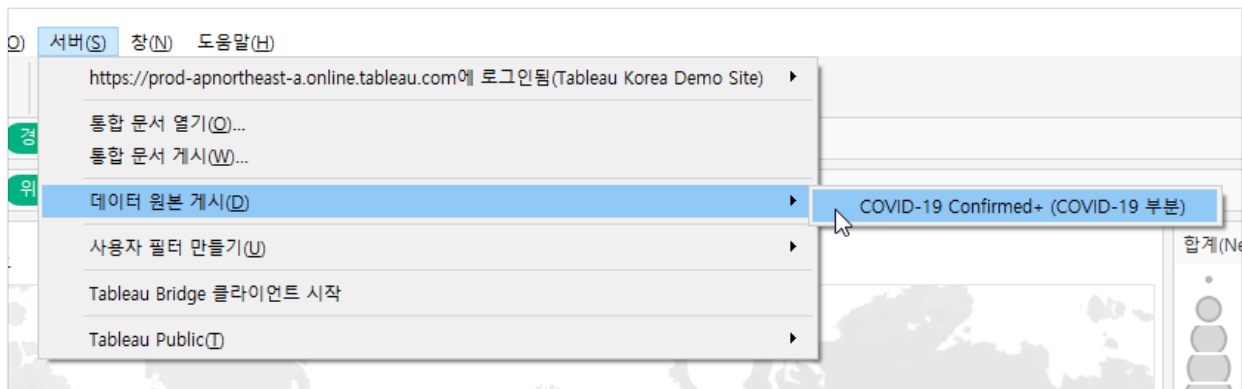 O) 서버(S) 창(N) 도움말(H)
https://prod-apnortheast-a.online.tableau.com에 로그인됨(Tableau Korea Demo Site)
통합 문서 열기(O)...
경
통합 문서 게시(W)...
위
데이터 원본 게시(D)
COVID-19 Confirmed+ (COVID-19 부분)
사용자 필터 만들기(U)
합계(Ne
Tableau Bridge 클라이언트 시작
Tableau Public(T)